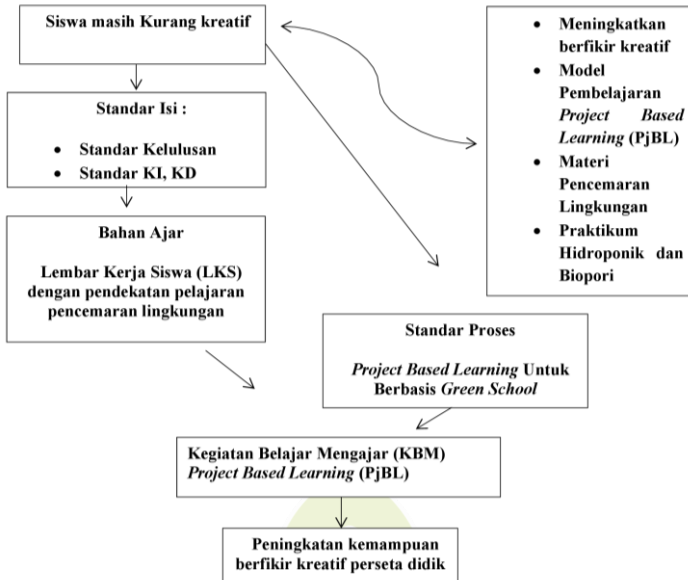 Siswa masih Kurang kreatif
Standar Isi :
• Standar Kelulusan
• Standar KI, KD
Bahan Ajar
Lembar Kerja Siswa (LKS)
dengan pendekatan pelajaran
pencemaran lingkungan
• Meningkatkan
berfikir kreatif
• Model
Pembelajaran
Project Based
Learning (PjBL)
• Materi
Pencemaran
Lingkungan
• Praktikum
Hidroponik dan
Biopori
Standar Proses
Project Based Learning Untuk
Berbasis Green School
Kegiatan Belajar Mengajar (KBM)
Project Based Learning (PjBL)
Peningkatan kemampuan
berfikir kreatif perseta didik